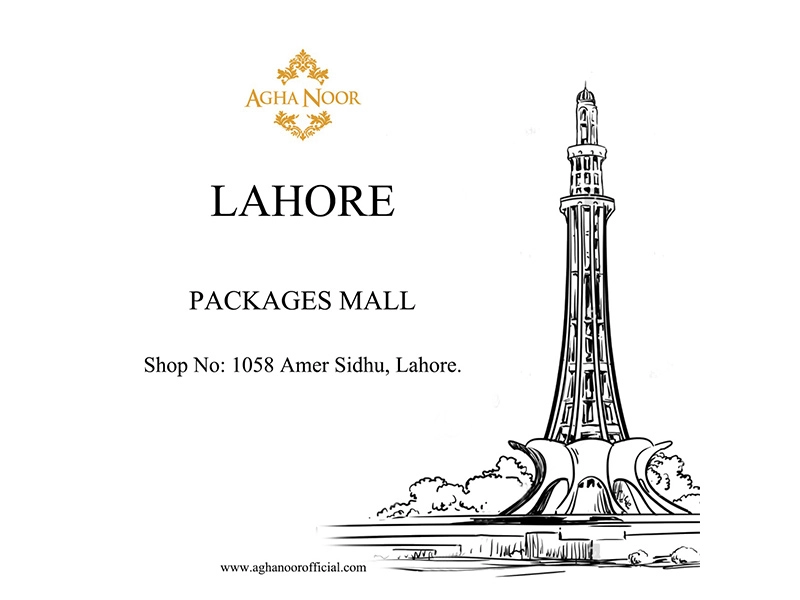 AGHA NOOR
LAHORE
PACKAGES MALL
Shop No: 1058 Amer Sidhu, Lahore.
www.aghanoorofficial.com